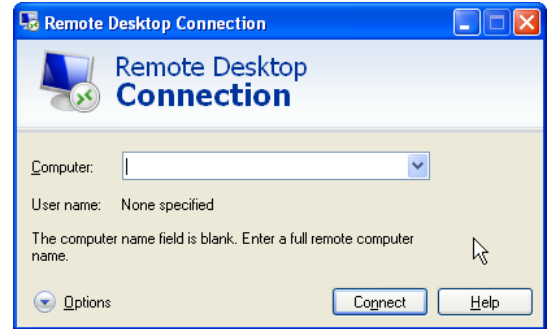 Remote Desktop Connection
Remote Desktop
Connection
Computer:
User name: None specified
The computer name field is blank. Enter a full remote computer
name.
Options Connect Help